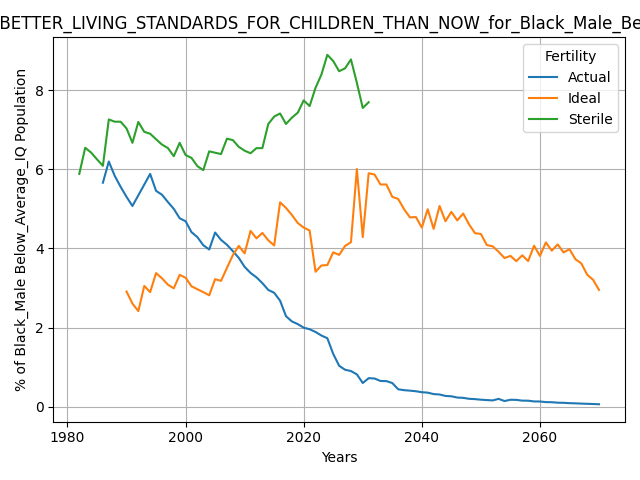 BETTER_LIVING_STANDARDS_FOR_CHILDREN_THAN_NOW_for_Black_Male_Be
% of Black_Male Below_Average_IQ Population
8
6
4
2
0
Fertility
Actual
Ideal
Sterile
1980 2000 2020 2040 2060
Years